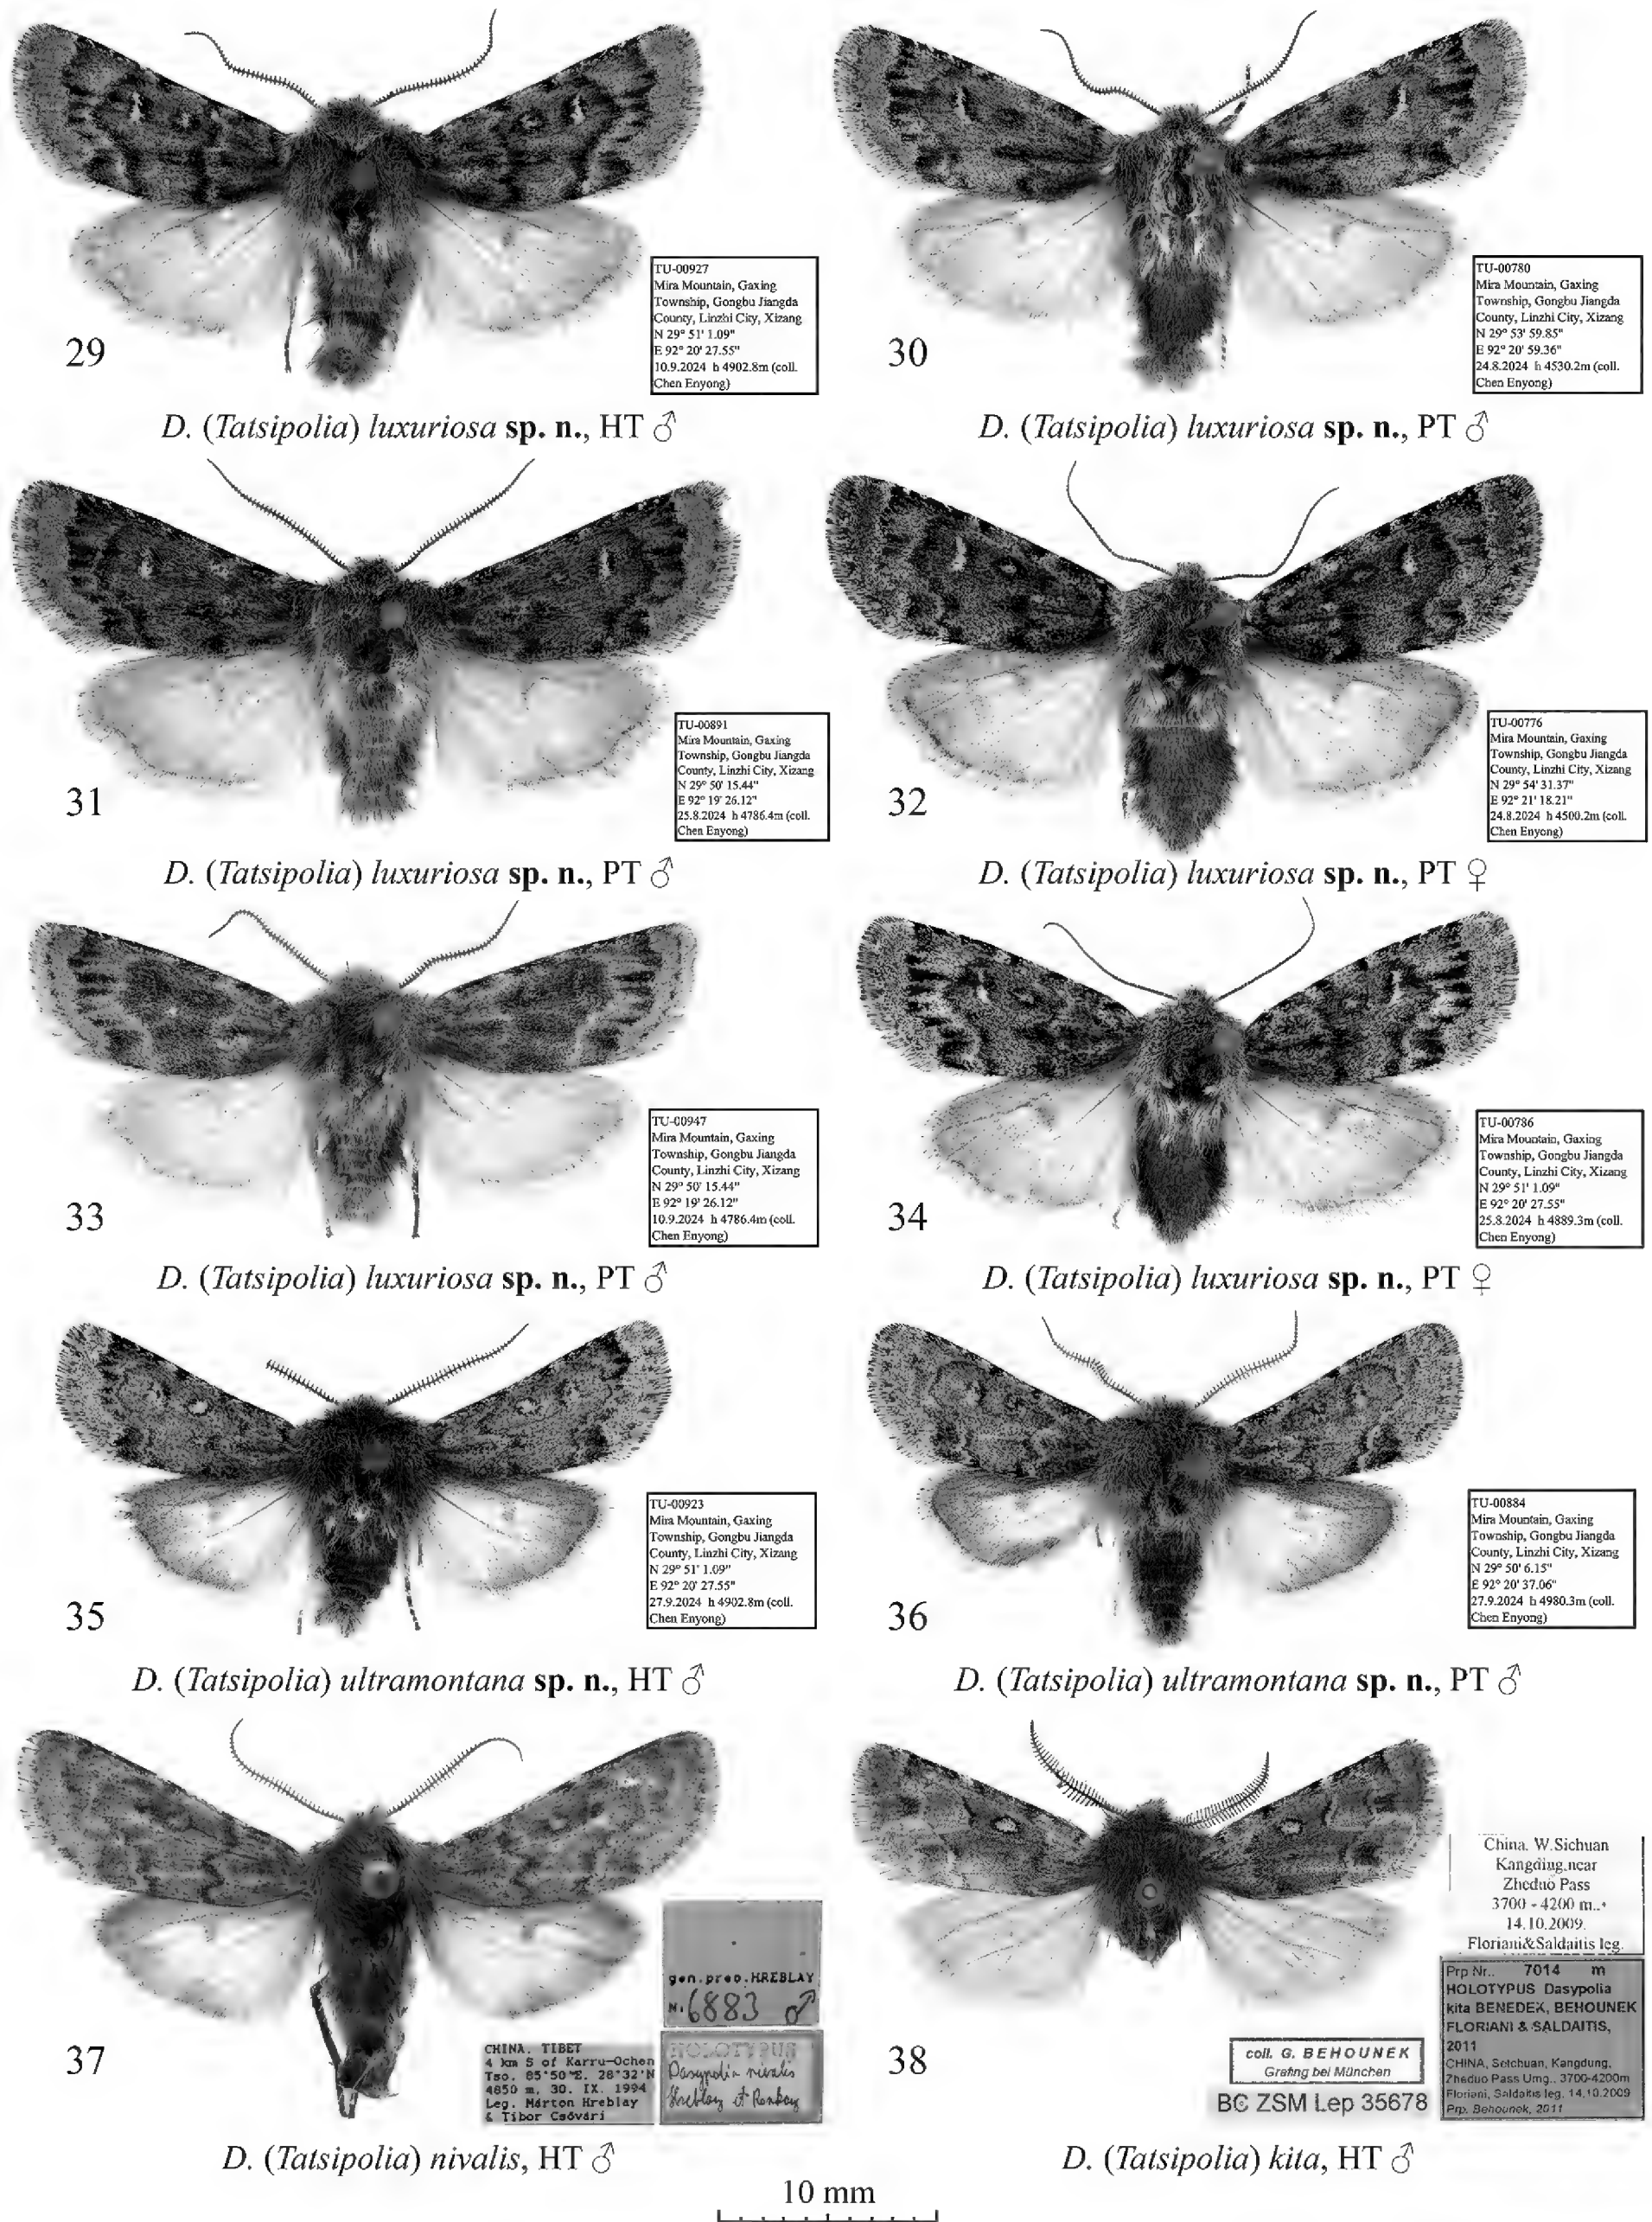 TU-00927
Mira Mountain, Gaxing
Township, Gongbu Jiangda
County, Linzhi City, Xizang
N 29° 51' 1.09"
E 92° 20' 27.55"
10.9.2024 h 4902.8m (coll.
Chen Enyong)
29
D. (Tatsipolia) luxuriosa sp. n., HT ♂
TU-00780
Mira Mountain, Gaxing
Township, Gongbu Jiangda
County, Linzhi City, Xizang
N 29° 53' 59.85"
E 92° 20' 59.36"
24.8.2024 h 4530.2m (coll.
Chen Enyong)
30
D. (Tatsipolia) luxuriosa sp. n., PT ♂
TU-00891
Mira Mountain, Gaxing
Township, Gongbu Jiangda
County, Linzhi City, Xizang
N 29° 50' 15.44"
E 92° 19' 26.12"
25.8.2024 h 4786.4m (coll.
Chen Enyong)
31
D. (Tatsipolia) luxuriosa sp. n., PT ♂
TU-00776
Mira Mountain, Gaxing
Township, Gongbu Jiangda
County, Linzhi City, Xizang
N 29° 54' 31.37"
E 92° 21' 18.21"
24.8.2024 h 4500.2m (coll.
Chen Enyong)
32
D. (Tatsipolia) luxuriosa sp. n., PT ♀
TU-00947
Mira Mountain, Gaxing
Township, Gongbu Jiangda
County, Linzhi City, Xizang
N 29° 50' 15.44"
E 92° 19' 26.12"
10.9.2024 h 4786.4m (coll.
Chen Enyong)
33
D. (Tatsipolia) luxuriosa sp. n., PT ♂
TU-00786
Mira Mountain, Gaxing
Township, Gongbu Jiangda
County, Linzhi City, Xizang
N 29° 51' 1.09"
E 92° 20' 27.55"
25.8.2024 h 4889.3m (coll.
Chen Enyong)
34
D. (Tatsipolia) luxuriosa sp. n., PT ♀
TU-00923
Mira Mountain, Gaxing
Township, Gongbu Jiangda
County, Linzhi City, Xizang
N 29° 51' 1.09"
E 92° 20' 27.55"
27.9.2024 h 4902.8m (coll.
Chen Enyong)
35
D. (Tatsipolia) ultramontana sp. n., HT ♂
TU-00884
Mira Mountain, Gaxing
Township, Gongbu Jiangda
County, Linzhi City, Xizang
N 29° 50' 6.15"
E 92° 20' 37.06"
27.9.2024 h 4980.3m (coll.
Chen Enyong)
36
D. (Tatsipolia) ultramontana sp. n., PT ♂
gen.prep.HREBLAY
N. 6883 ♂
CHINA, TIBET
4 km S of Karru-Ochen
Tso. 85°50'E. 28°32'N
4850 m. 30. IX. 1994
Leg. Márton Hreblay
& Tibor Csővári
HOLOTYPUS
Dasypolia nivalis
Hreblay et Ronkay
37
D. (Tatsipolia) nivalis, HT ♂
China. W.Sichuan
Kangding.near
Zheduo Pass
3700 - 4200 m..
14.10.2009.
Floriani&Saldaitis leg.
Prp Nr.. 7014 m
HOLOTYPUS Dasypolia
kita BENEDEK, BEHOUNEK
FLORIANI & SALDAITIS,
2011
CHINA, Setchuan, Kangdung,
Zheduo Pass Umg., 3700-4200m
Floriani, Saldaitis leg. 14.10.2009
Prp. Behounek, 2011
coll. G. BEHOUNEK
Grafing bei München
BC ZSM Lep 35678
38
D. (Tatsipolia) kita, HT ♂
10 mm